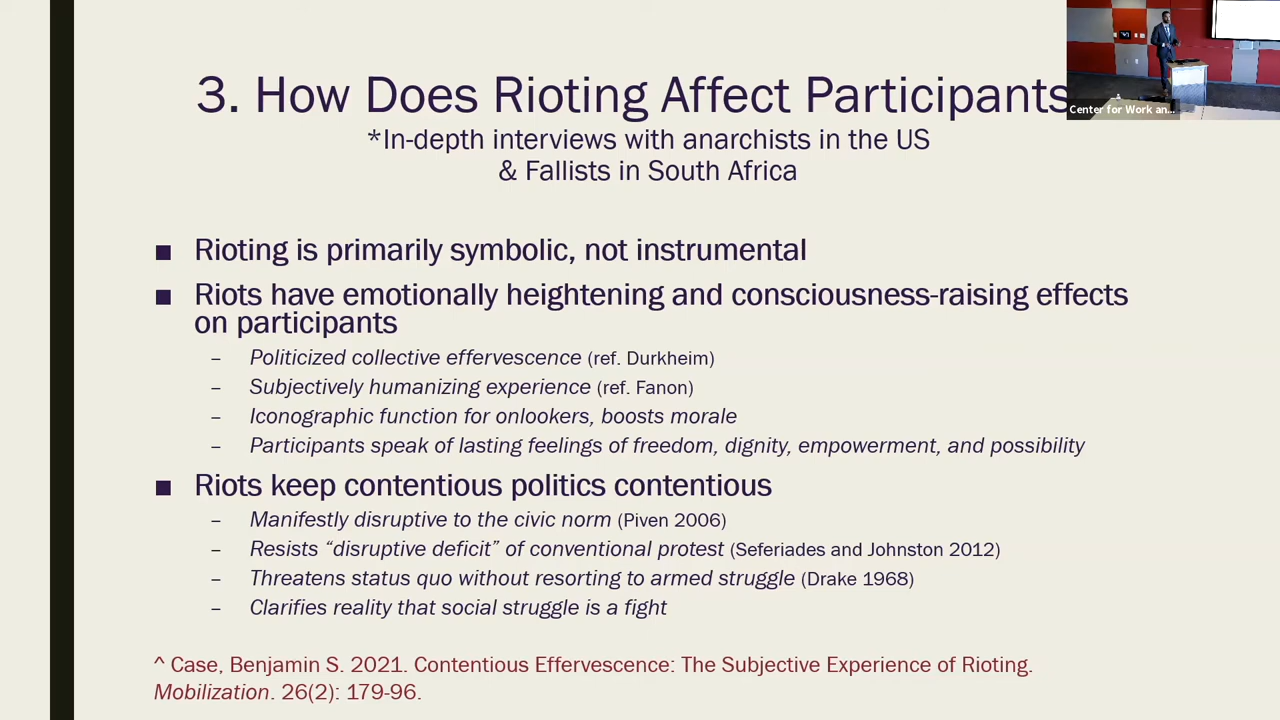 3. How Does Rioting Affect Participants
Center for Work an...
*In-depth interviews with anarchists in the US
& Fallists in South Africa
■ Rioting is primarily symbolic, not instrumental
■ Riots have emotionally heightening and consciousness-raising effects
on participants
– Politicized collective effervescence (ref. Durkheim)
– Subjectively humanizing experience (ref. Fanon)
– Iconographic function for onlookers, boosts morale
– Participants speak of lasting feelings of freedom, dignity, empowerment, and possibility
■ Riots keep contentious politics contentious
– Manifestly disruptive to the civic norm (Piven 2006)
– Resists “disruptive deficit” of conventional protest (Seferiades and Johnston 2012)
– Threatens status quo without resorting to armed struggle (Drake 1968)
– Clarifies reality that social struggle is a fight
^ Case, Benjamin S. 2021. Contentious Effervescence: The Subjective Experience of Rioting.
Mobilization. 26(2): 179-96.